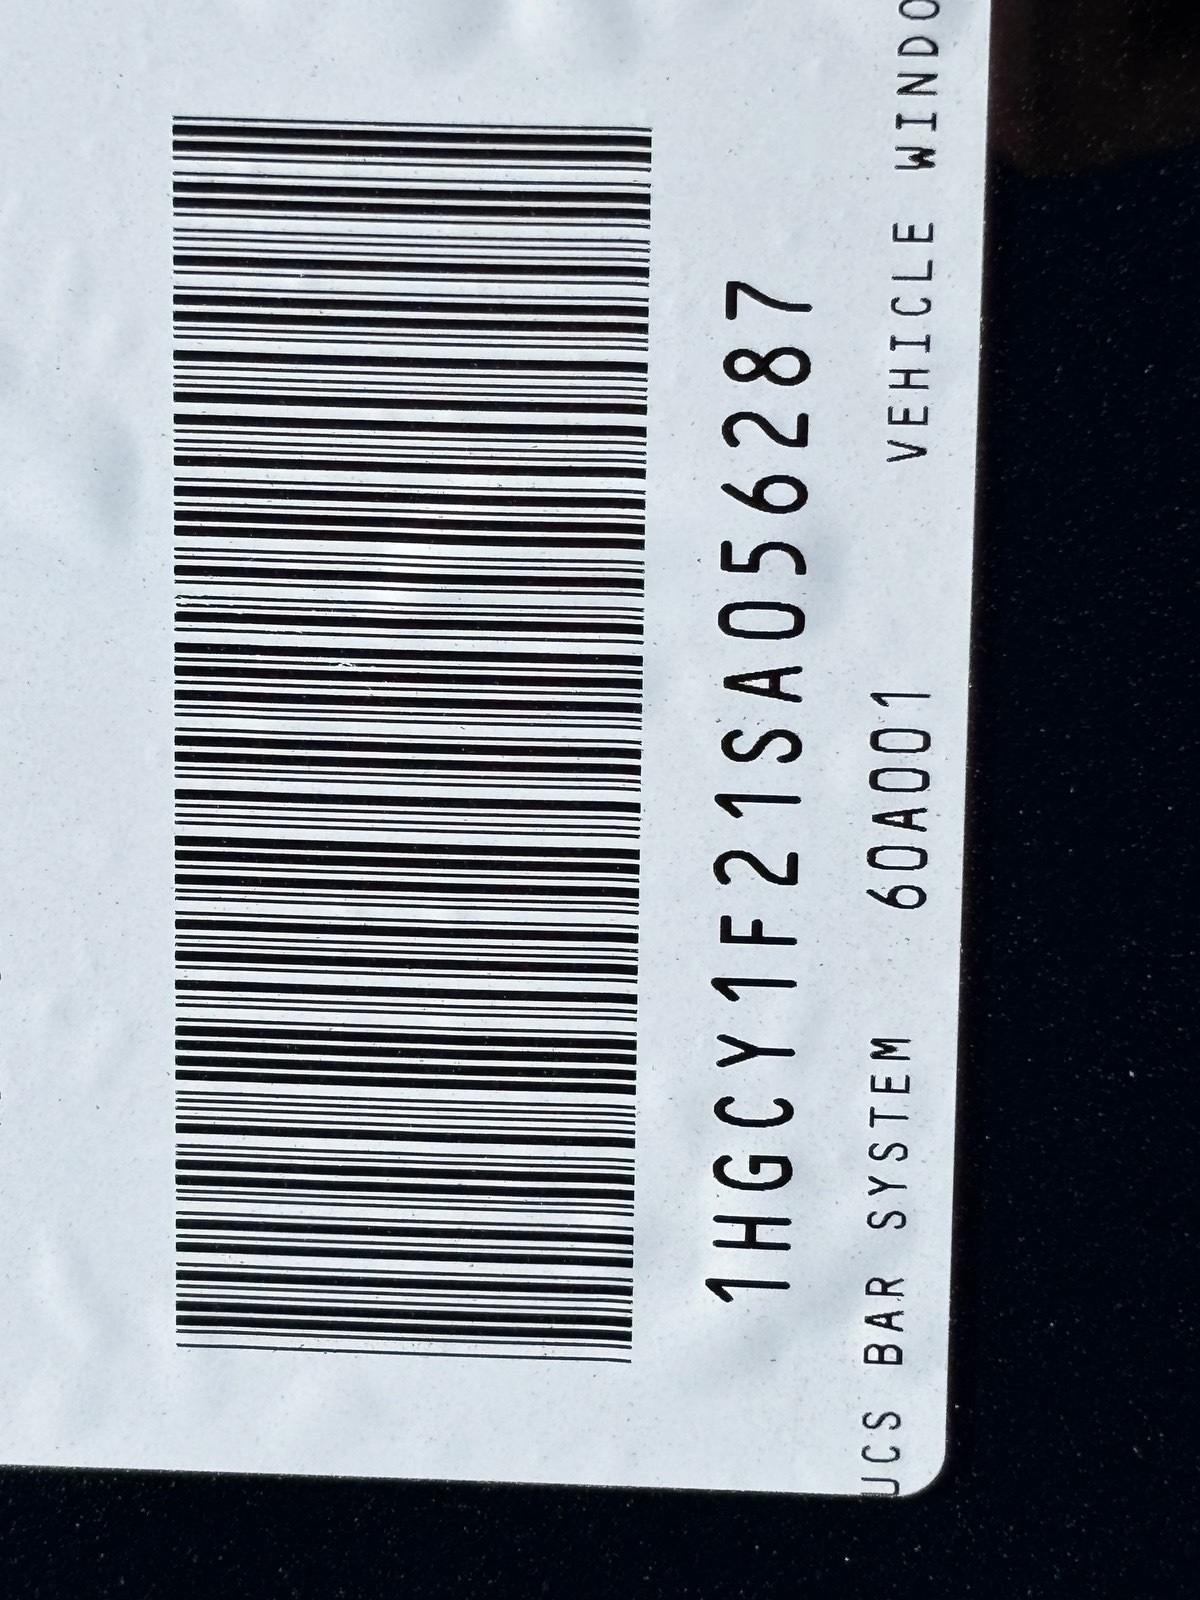 1HGCY1F21SA056287
UCS BAR SYSTEM 60A001 VEHICLE WINDO